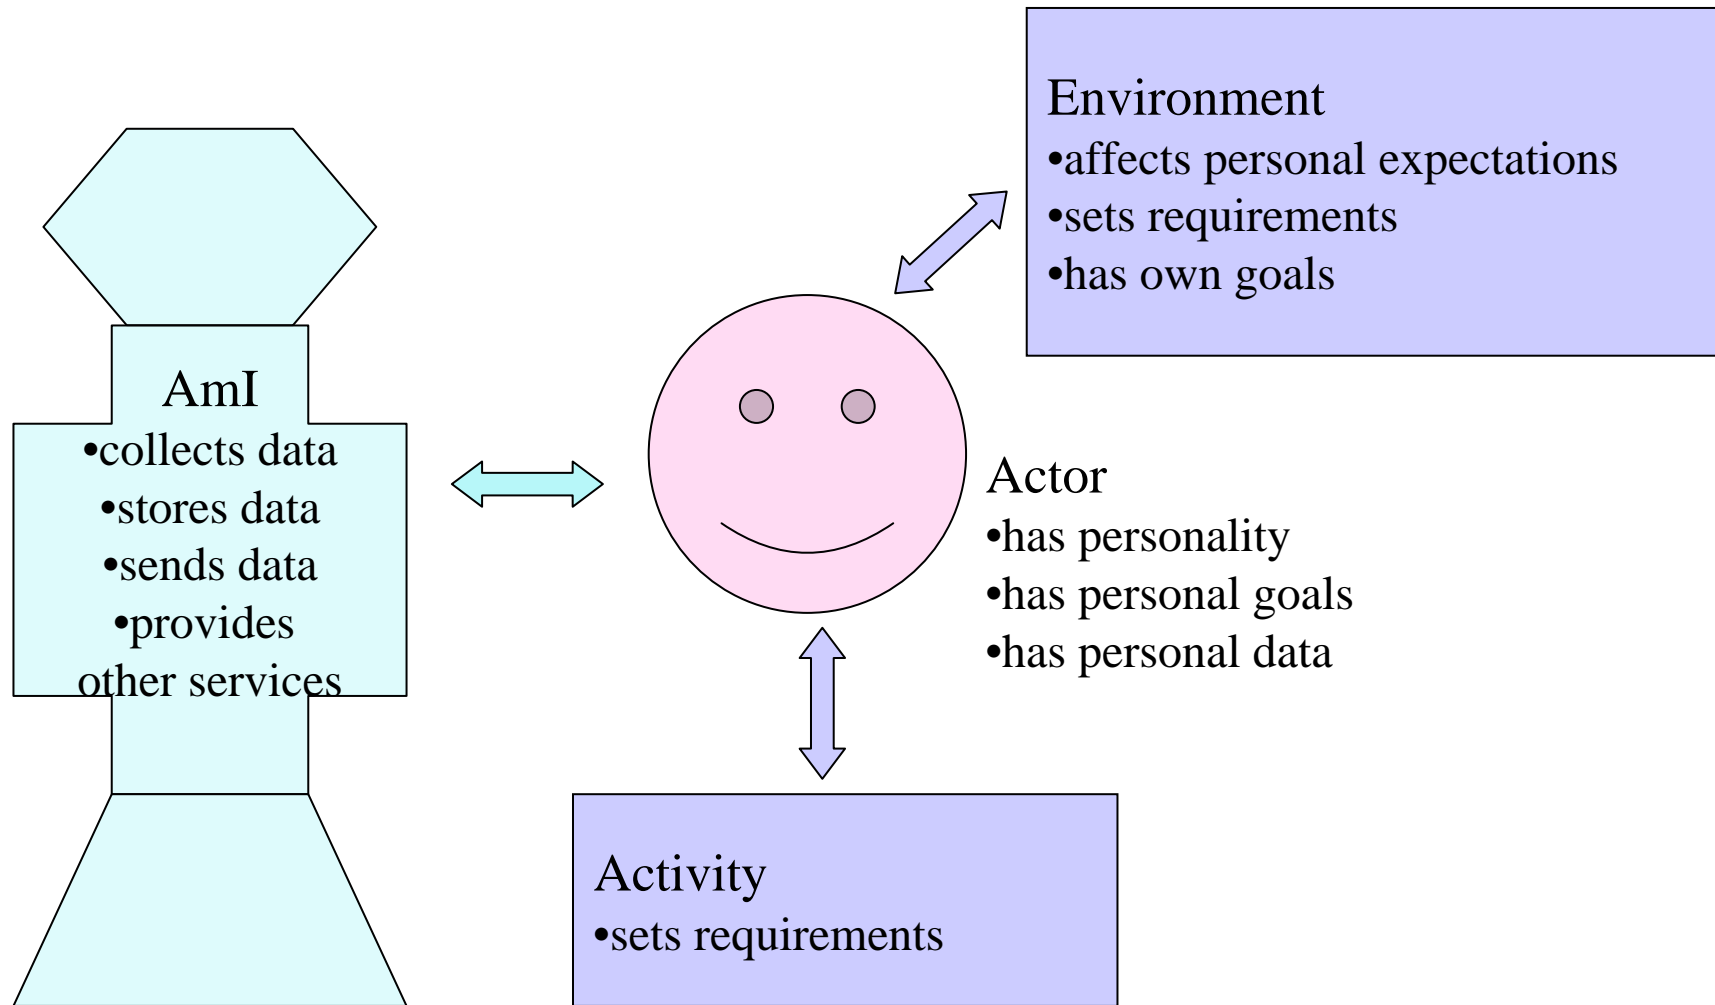 Environment
•affects personal expectations
•sets requirements
•has own goals
AmI
•collects data
•stores data
•sends data
•provides
other services
Actor
•has personality
•has personal goals
•has personal data
Activity
•sets requirements